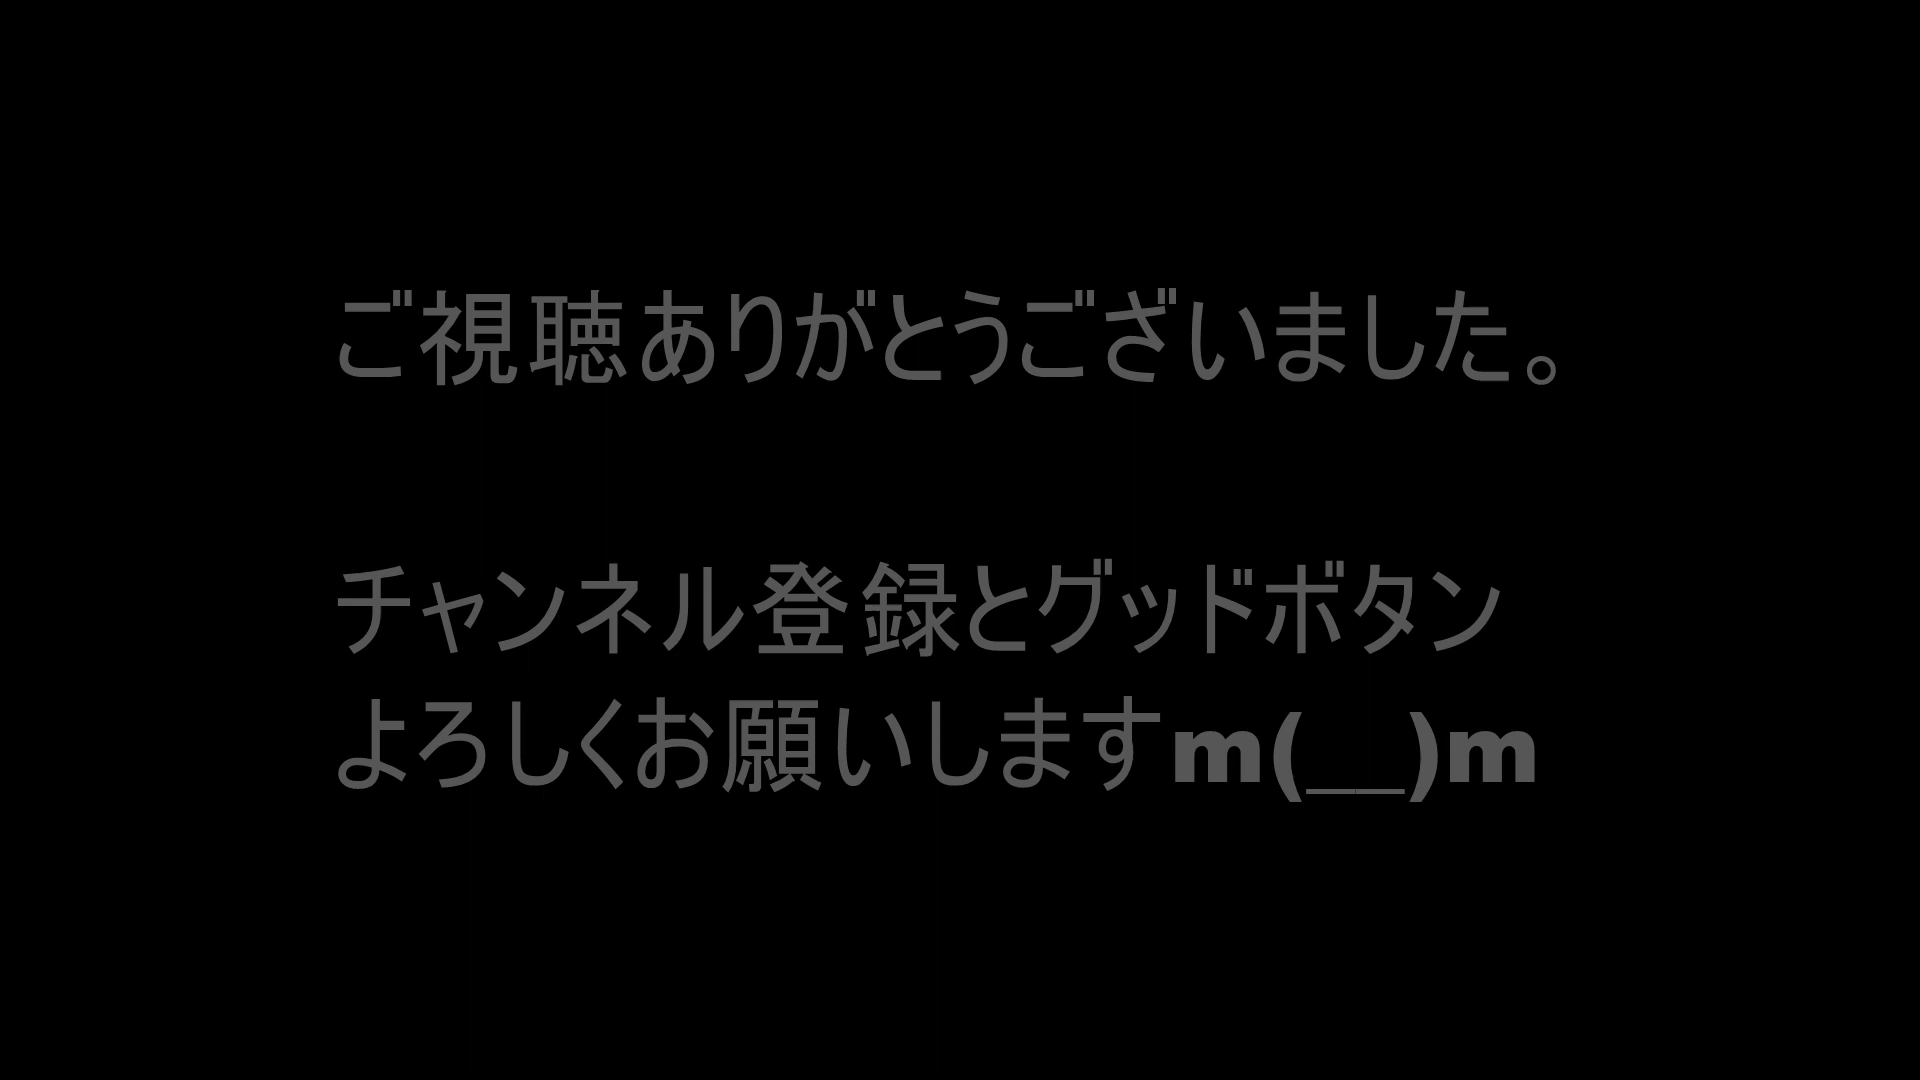 ご視聴ありがとうございました。
チャンネル登録とグッドボタン
よろしくお願いしますm(__)m